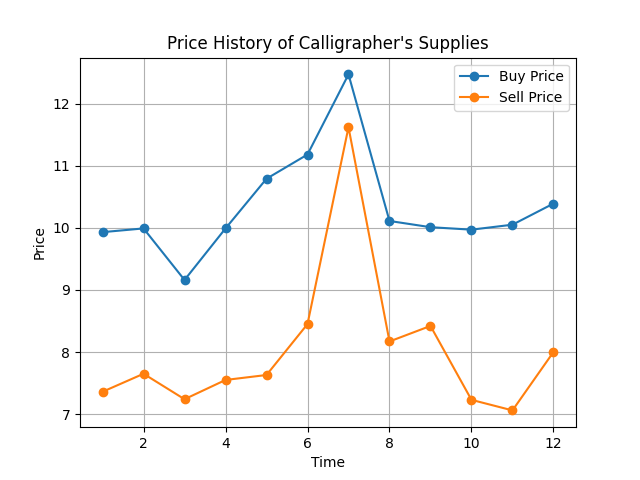 Price History of Calligrapher's Supplies
Buy Price
Sell Price
12
11
10
9
8
7
Price
2 4 6 8 10 12
Time